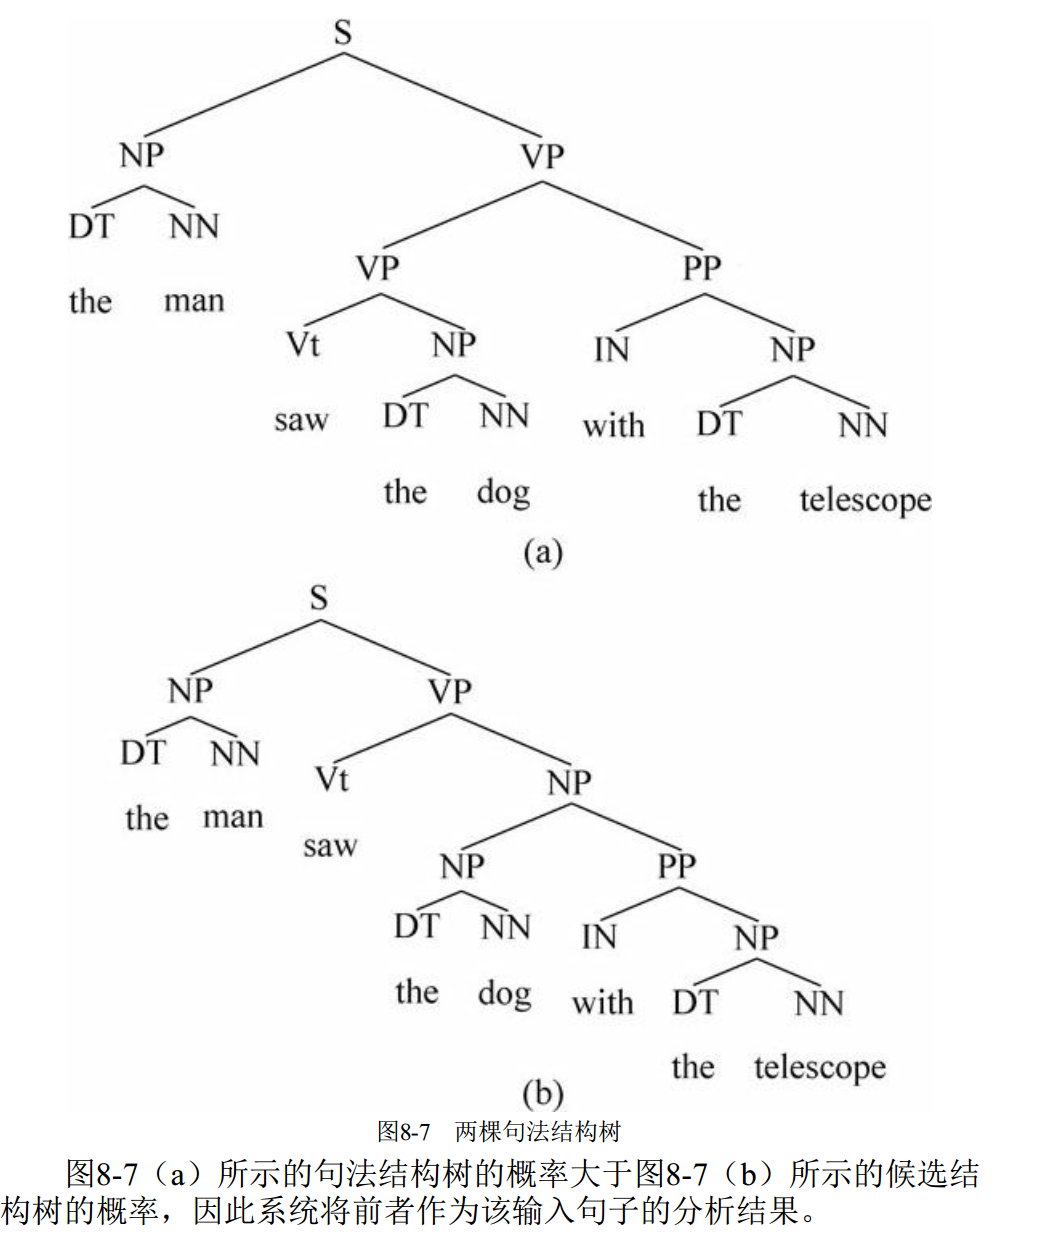 S
NP VP
DT NN
VP PP
the man
Vt NP IN NP
saw DT NN with DT NN
the dog the telescope
(a)
S
NP VP
DT NN Vt NP
the man saw
NP PP
DT NN IN NP
the dog with DT NN
the telescope
(b)
图8-7 两棵句法结构树
图8-7（a）所示的句法结构树的概率大于图8-7（b）所示的候选结
构树的概率，因此系统将前者作为该输入句子的分析结果。